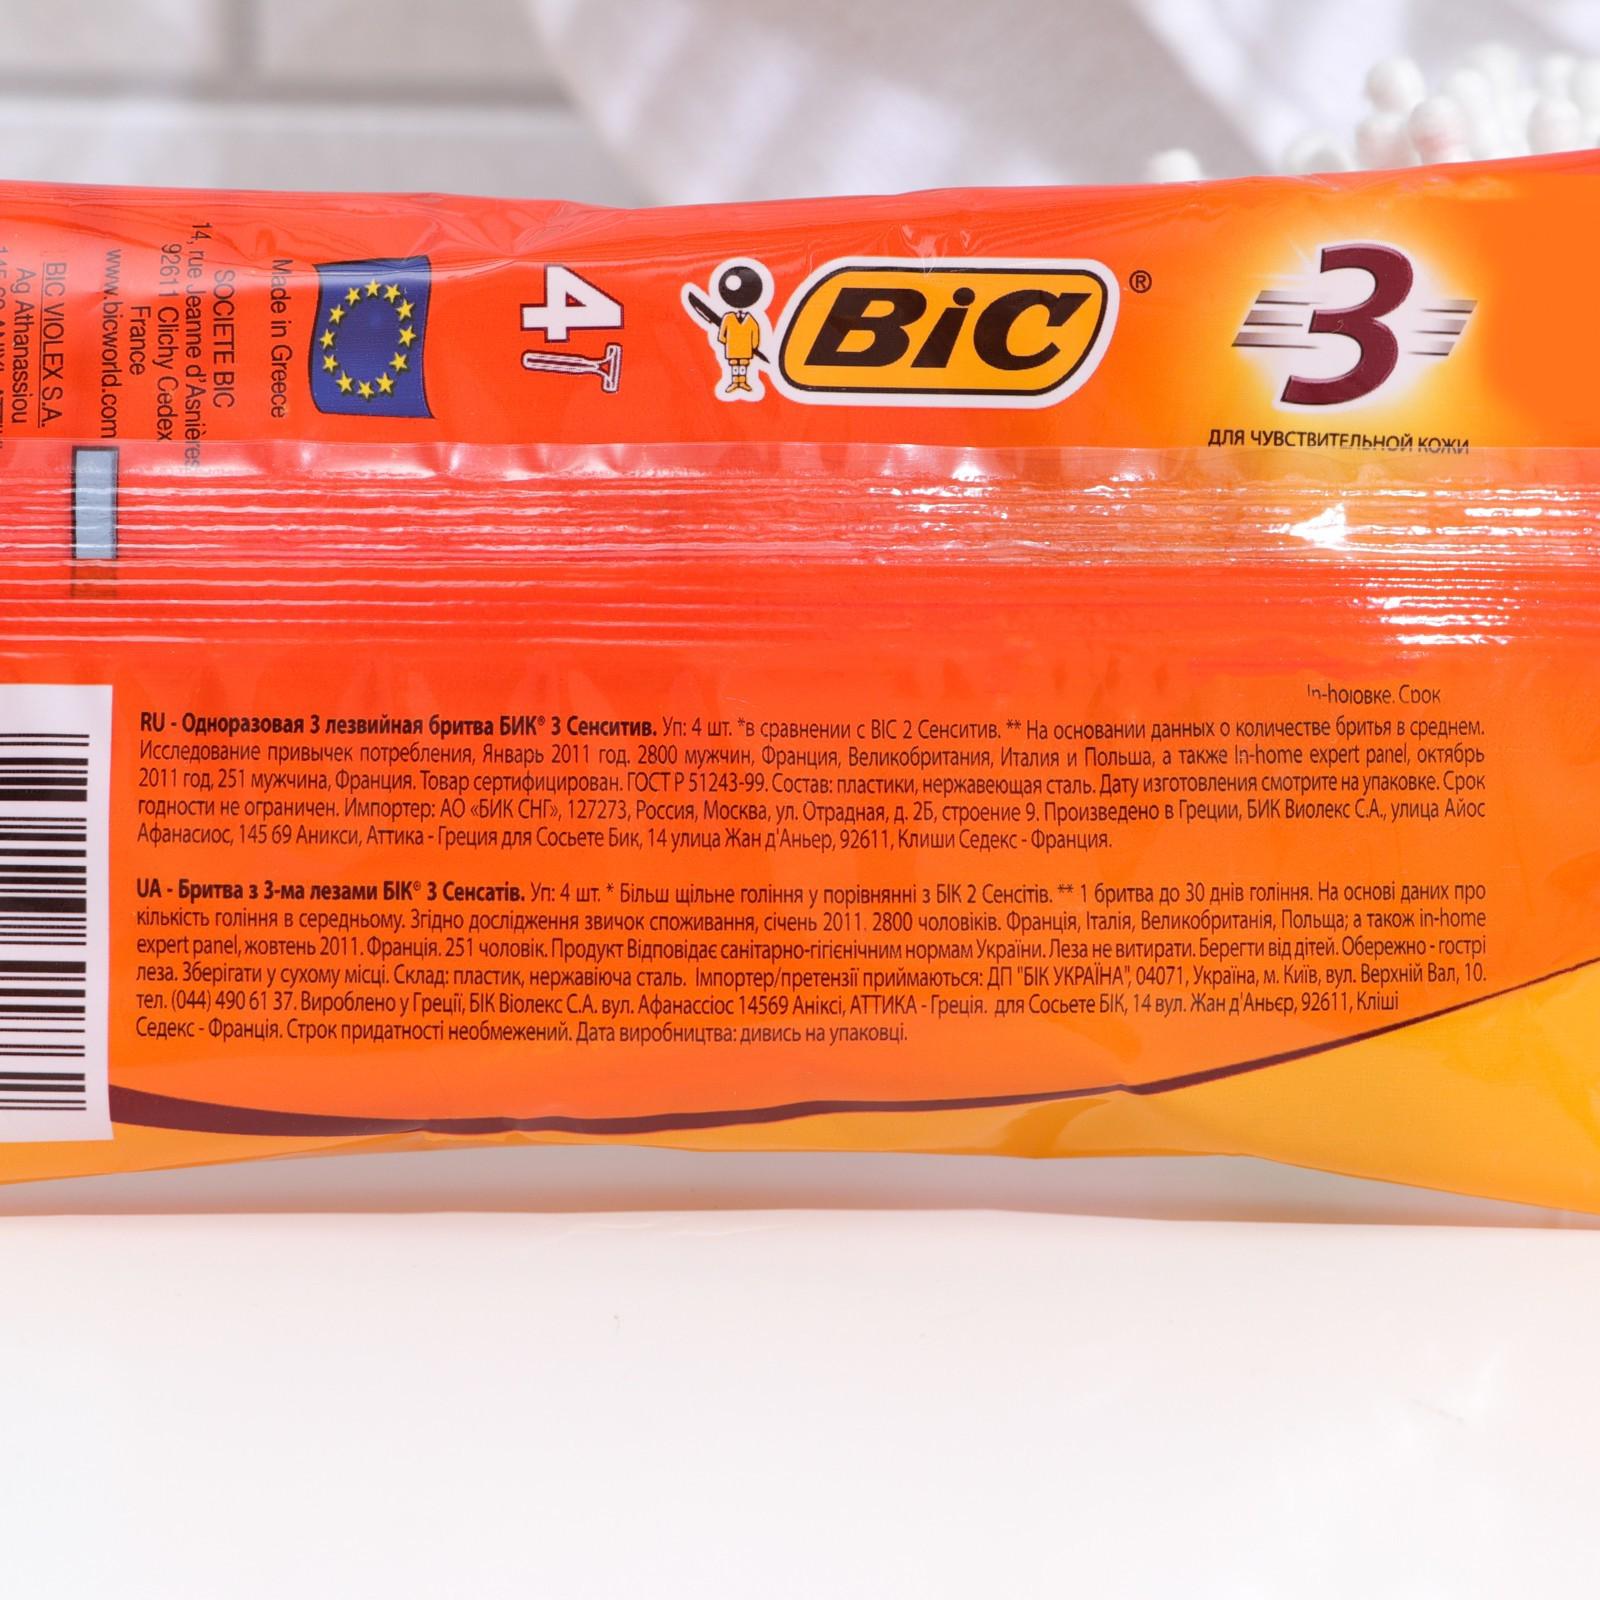 BIC VIOLEX S.A.
Ag Athanassiou
www.bicworld.com
SOCIETE BIC
14, rue Jeanne d'Asnières
92611 Clichy Cedex
France
Made in Greece
4
BiC®
3
ДЛЯ ЧУВСТВИТЕЛЬНОЙ КОЖИ
Срок
RU - Одноразовая 3 лезвийная бритва БИК® 3 Сенситив. Уп: 4 шт. *в сравнении с BIC 2 Сенситив. ** На основании данных о количестве бритья в среднем.
Исследование привычек потребления, Январь 2011 год. 2800 мужчин, Франция, Великобритания, Италия и Польша, а также In-home expert panel, октябрь
2011 год, 251 мужчина, Франция. Товар сертифицирован. ГОСТ Р 51243-99. Состав: пластики, нержавеющая сталь. Дату изготовления смотрите на упаковке. Срок
годности не ограничен. Импортер: АО «БИК СНГ», 127273, Россия, Москва, ул. Отрадная, д. 2Б, строение 9. Произведено в Греции, БИК Виолекс С.А., улица Айос
Афанасиос, 145 69 Аникси, Аттика - Греция для Сосьете Бик, 14 улица Жан д'Аньер, 92611, Клиши Седекс - Франция.
UA - Бритва з 3-ма лезами БІК® 3 Сенсатів. Уп: 4 шт. * Більш щільне гоління у порівнянні з БІК 2 Сенсітів. ** 1 бритва до 30 днів гоління. На основі даних про
кількість гоління в середньому. Згідно дослідження звичок споживання, січень 2011. 2800 чоловіків. Франція, Італія, Великобританія, Польща; а також in-home
expert panel, жовтень 2011. Франція. 251 чоловік. Продукт Відповідає санітарно-гігієнічним нормам України. Леза не витирати. Берегти від дітей. Обережно - гострі
леза. Зберігати у сухому місці. Склад: пластик, нержавіюча сталь. Імпортер/претензії приймаються: ДП "БІК УКРАЇНА", 04071, Україна, м. Київ, вул. Верхній Вал, 10.
тел. (044) 490 61 37. Вироблено у Греції, БІК Віолекс С.А. вул. Афанассіос 14569 Аніксі, АТТИКА - Греція. для Сосьете БІК, 14 вул. Жан д'Аньєр, 92611, Кліші
Седекс - Франція. Строк придатності необмежений. Дата виробництва: дивись на упаковці.